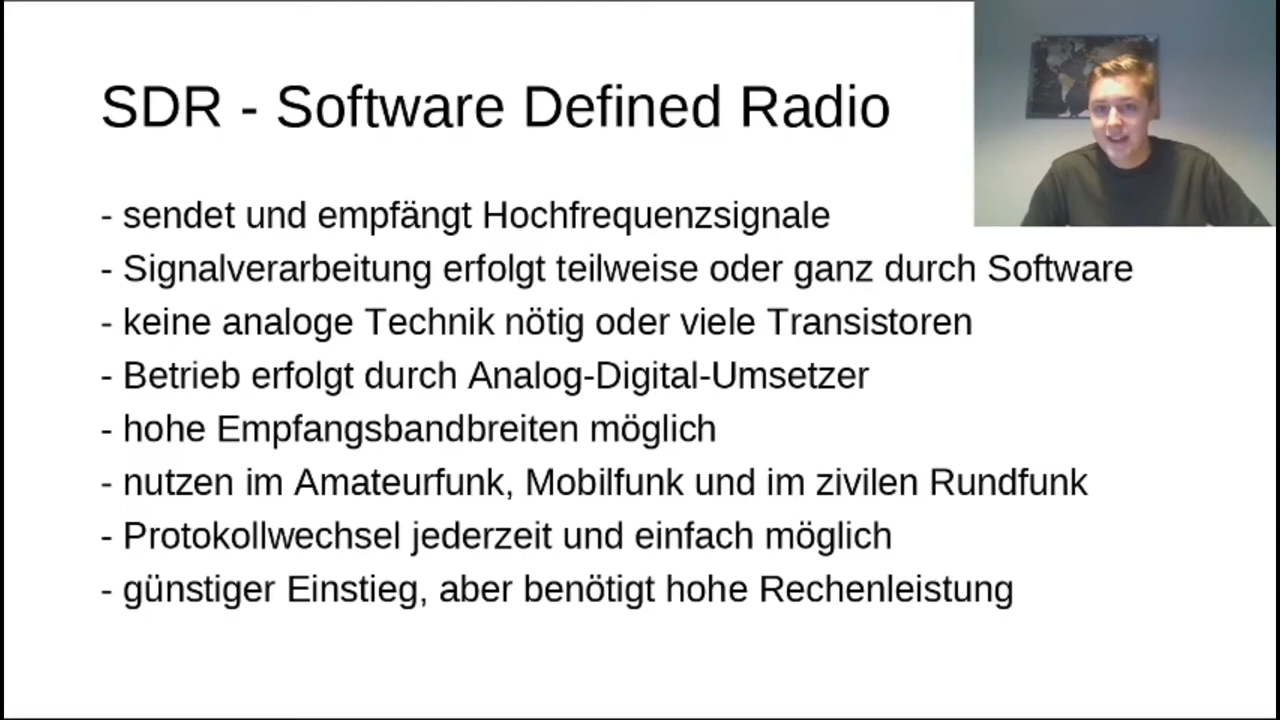 SDR - Software Defined Radio
- sendet und empfängt Hochfrequenzsignale
- Signalverarbeitung erfolgt teilweise oder ganz durch Software
- keine analoge Technik nötig oder viele Transistoren
- Betrieb erfolgt durch Analog-Digital-Umsetzer
- hohe Empfangsbandbreiten möglich
- nutzen im Amateurfunk, Mobilfunk und im zivilen Rundfunk
- Protokollwechsel jederzeit und einfach möglich
- günstiger Einstieg, aber benötigt hohe Rechenleistung